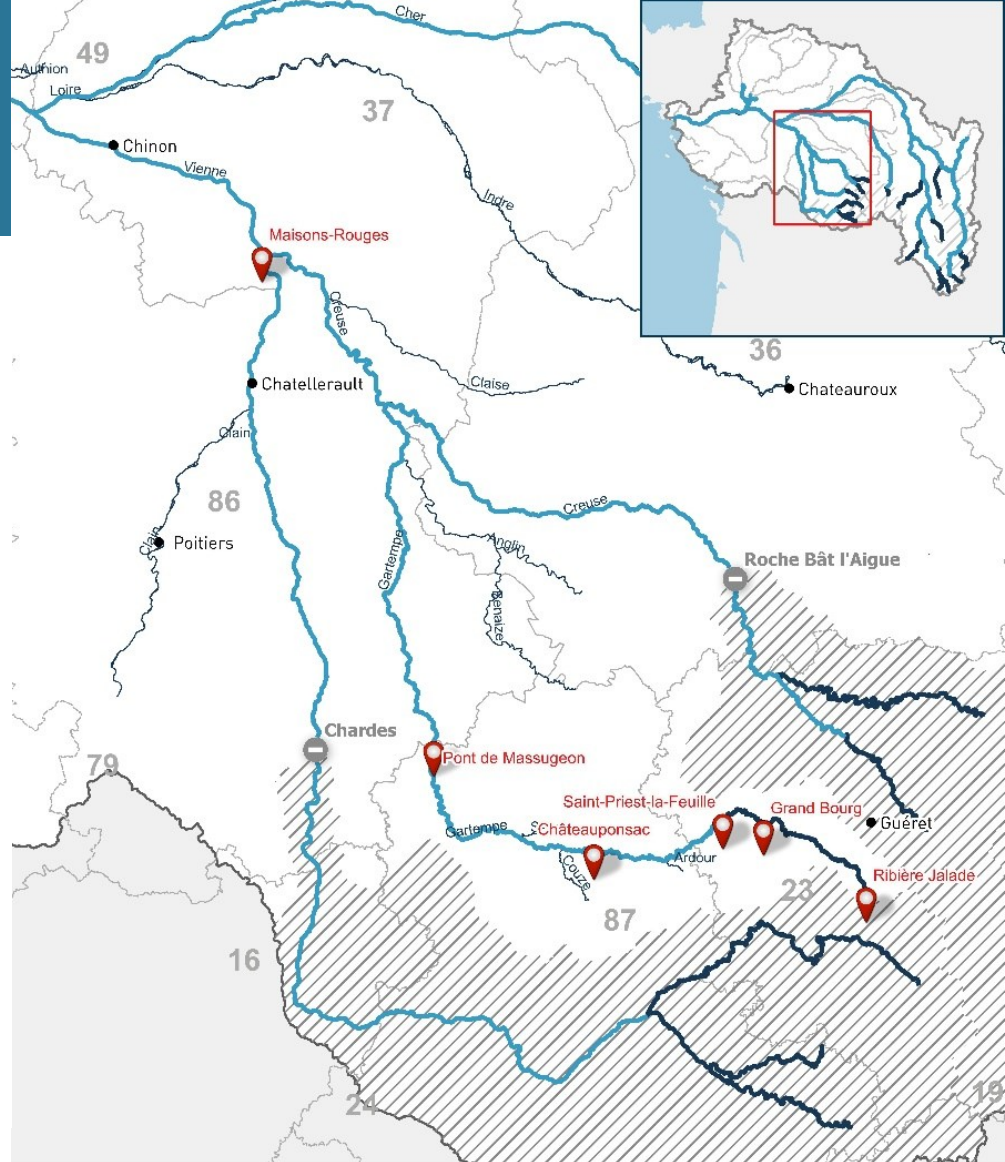 Cher
49
Authion
Loire
37
Chinon
Vienne
Indre
Maisons-Rouges
Creuse
36
Claise
Chateauroux
Chatellerault
Clain
86
Creuse
Clain
Poitiers
Anglin
Roche Bât l'Aigue
Gartempe
Benaize
Chardes
79
Pont de Massugeon
Saint-Priest-la-Feuille
Grand Bourg
Guéret
Gartempe
Châteauponsac
Ardour
Couze
Ribière Jalade
23
87
16
24
19